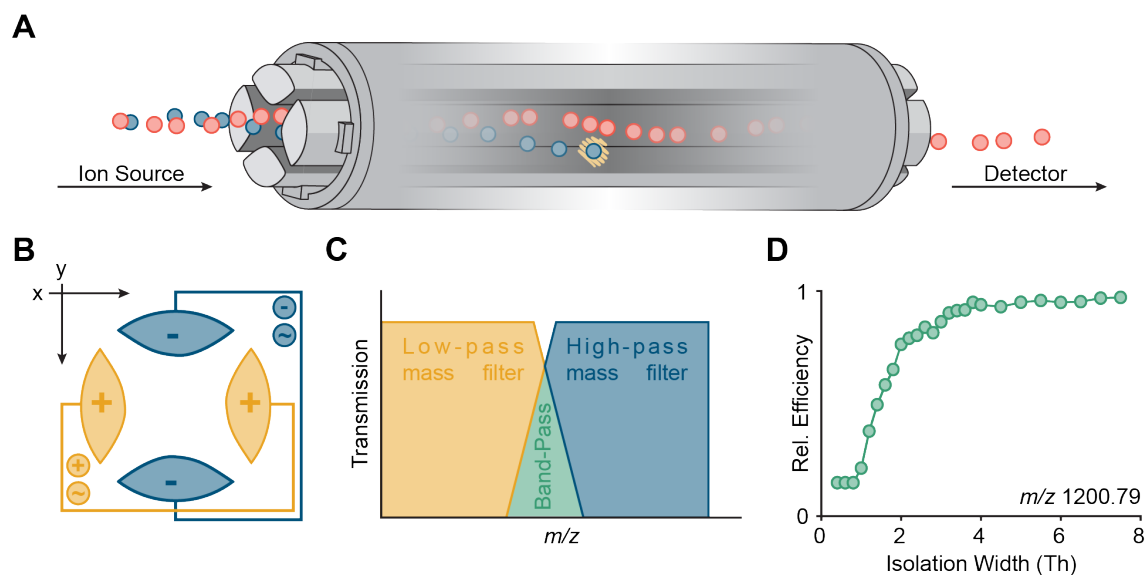 A
Ion Source
Detector
B
y
x
-
-
~
+
+
+
~
-
C
Transmission
Low-pass
mass filter
High-pass
mass filter
Band-Pass
m/z
D
Rel. Efficiency
1
0
m/z 1200.79
0 2 4 6 8
Isolation Width (Th)